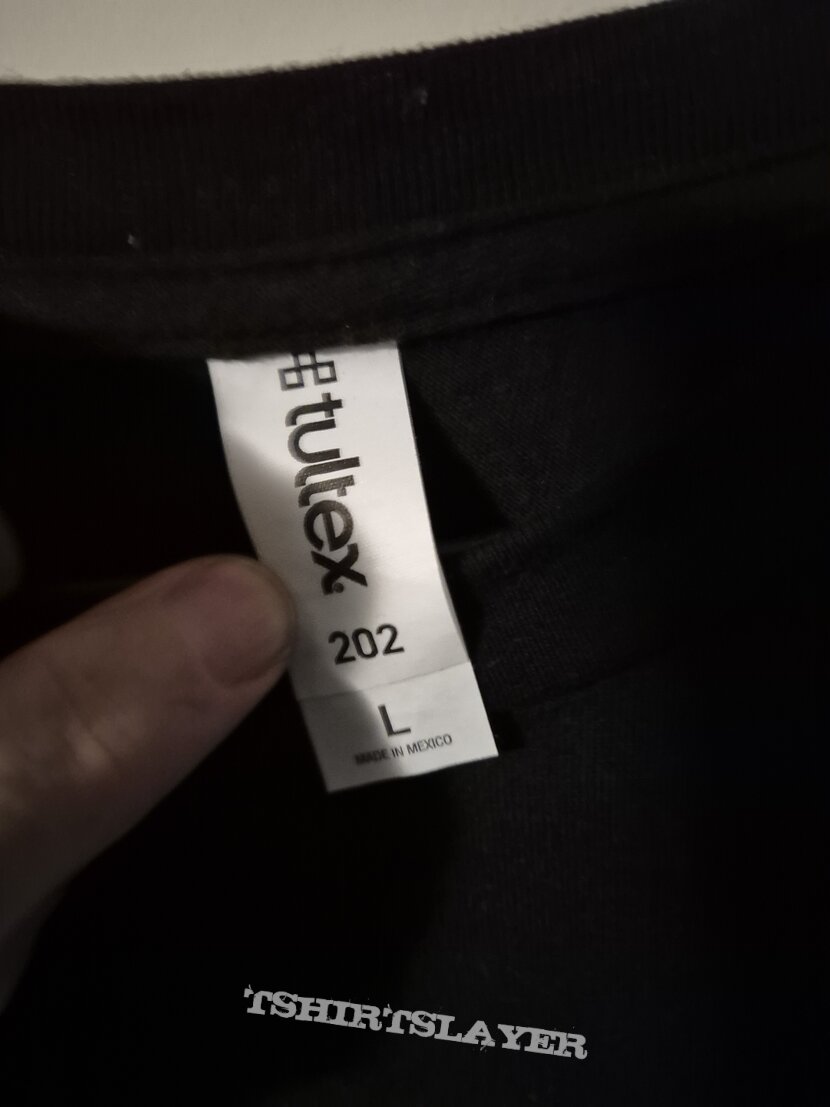 tultex
202
L
MADE IN MEXICO
TSHIRTSLAYER